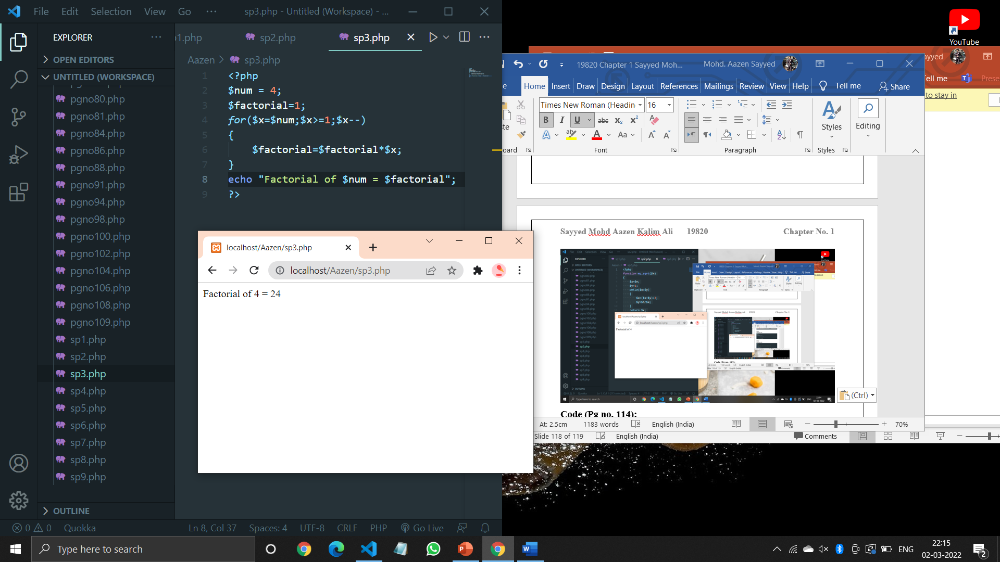 File Edit Selection View Go ··· sp3.php - Untitled (Workspace) - ...
EXPLORER
OPEN EDITORS
UNTITLED (WORKSPACE)
pgno80.php
pgno81.php
pgno84.php
pgno86.php
pgno88.php
pgno91.php
pgno94.php
pgno98.php
pgno100.php
pgno102.php
pgno104.php
pgno106.php
pgno108.php
pgno109.php
sp1.php
sp2.php
sp3.php
sp4.php
sp5.php
sp6.php
sp7.php
sp8.php
sp9.php
OUTLINE
1.php sp2.php sp3.php
Aazen > sp3.php
1 <?php
2 $num = 4;
3 $factorial=1;
4 for($x=$num;$x>=1;$x--)
5 {
6 $factorial=$factorial*$x;
7 }
8 echo "Factorial of $num = $factorial";
9 ?>
0 0 Quokka Ln 8, Col 37 Spaces: 4 UTF-8 CRLF PHP Go Live
localhost/Aazen/sp3.php
localhost/Aazen/sp3.php
Factorial of 4 = 24
YouTube
19820 Chapter 1 Sayyed Moh... Mohd. Aazen Sayyed
Home Insert Draw Design Layout References Mailings Review View Help Tell me Share
Times New Roman (Headin 16
B I U abc x₂ x²
A ab A Aa A A
Styles
Editing
Font Paragraph Styles
ayyed
Tell me Prese
to stay in
Sayyed Mohd Aazen Kalim Ali 19820 Chapter No. 1
(Ctrl)
Code (Pg no. 114):
At: 2.5cm 1183 words English (India) 70%
Slide 118 of 119 English (India) Comments
Type here to search
ENG
22:15
02-03-2022
2